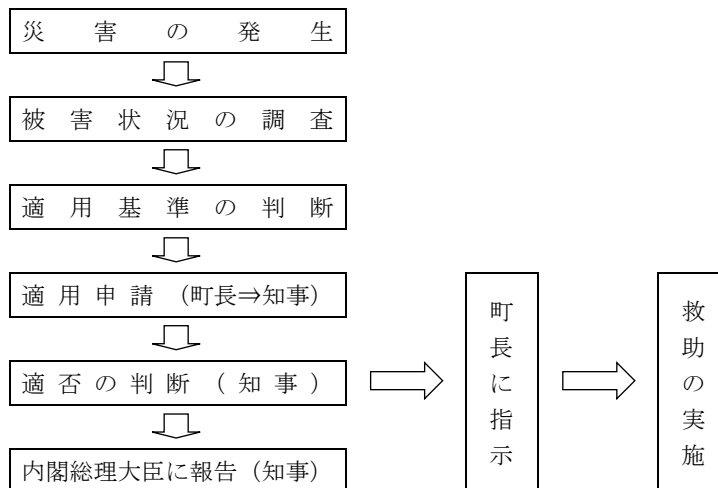 災害の発生
被害状況の調査
適用基準の判断
適用申請（町長⇒知事）
適否の判断（知事）
内閣総理大臣に報告（知事）
町長に指示
救助の実施